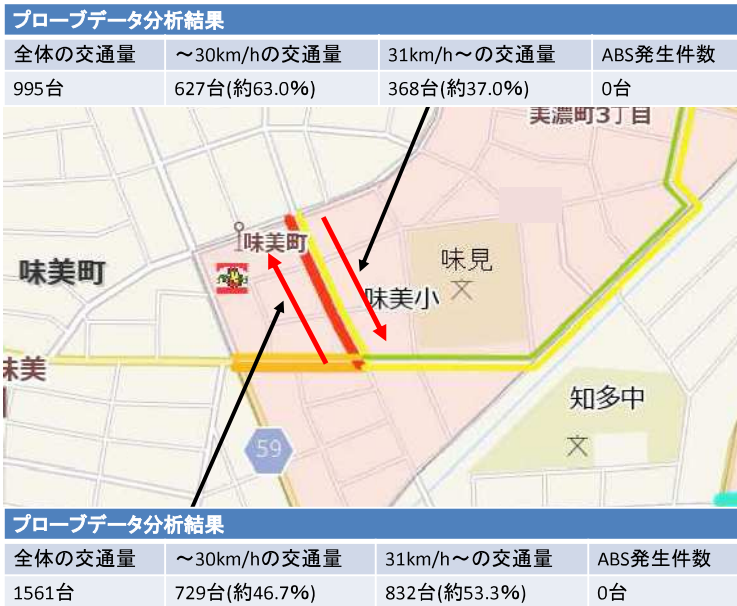 プローブデータ分析結果
全体の交通量 ～30km/hの交通量 31km/h～の交通量 ABS発生件数
995台 627台(約63.0%) 368台(約37.0%) 0台
美濃町3丁目
味美町
味美町
味見
文
味美小
味美
知多中
文
59
プローブデータ分析結果
全体の交通量 ～30km/hの交通量 31km/h～の交通量 ABS発生件数
1561台 729台(約46.7%) 832台(約53.3%) 0台